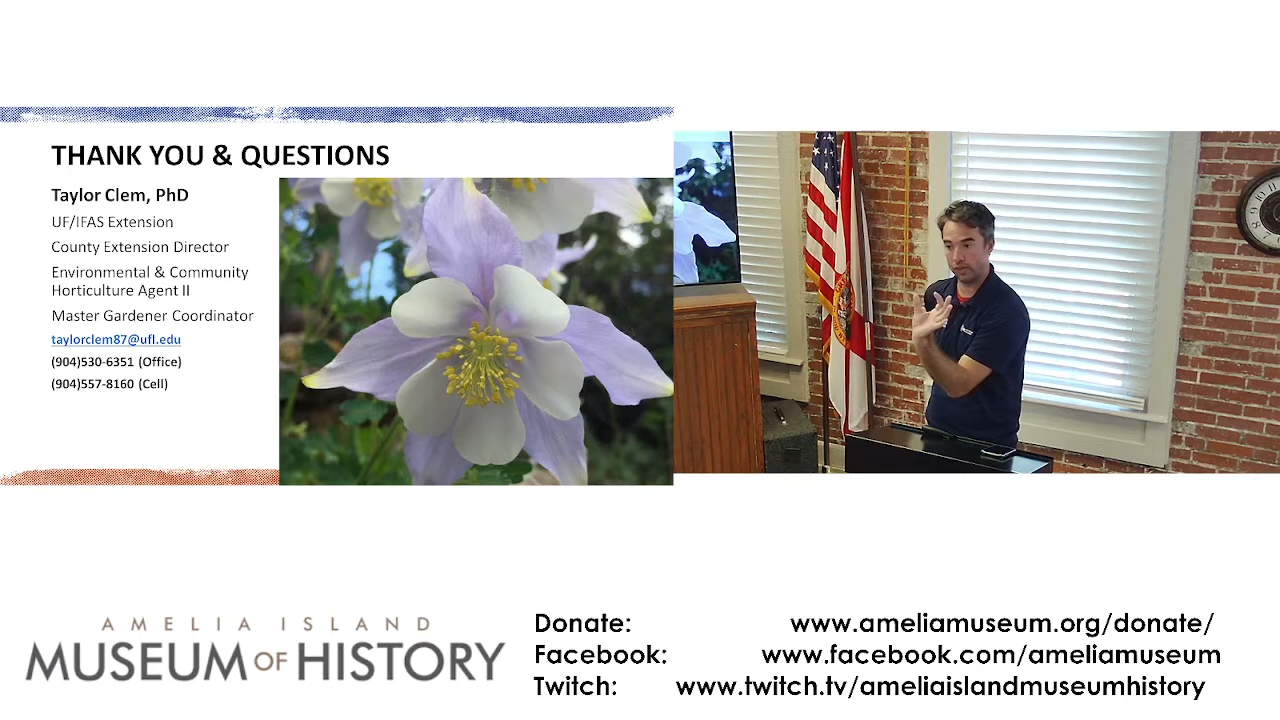 THANK YOU & QUESTIONS
Taylor Clem, PhD
UF/IFAS Extension
County Extension Director
Environmental & Community
Horticulture Agent II
Master Gardener Coordinator
taylorclem87@ufl.edu
(904)530-6351 (Office)
(904)557-8160 (Cell)
AMELIA ISLAND
MUSEUM OF HISTORY
Donate: www.ameliamuseum.org/donate/
Facebook: www.facebook.com/ameliamuseum
Twitch: www.twitch.tv/ameliaislandmuseumhistory